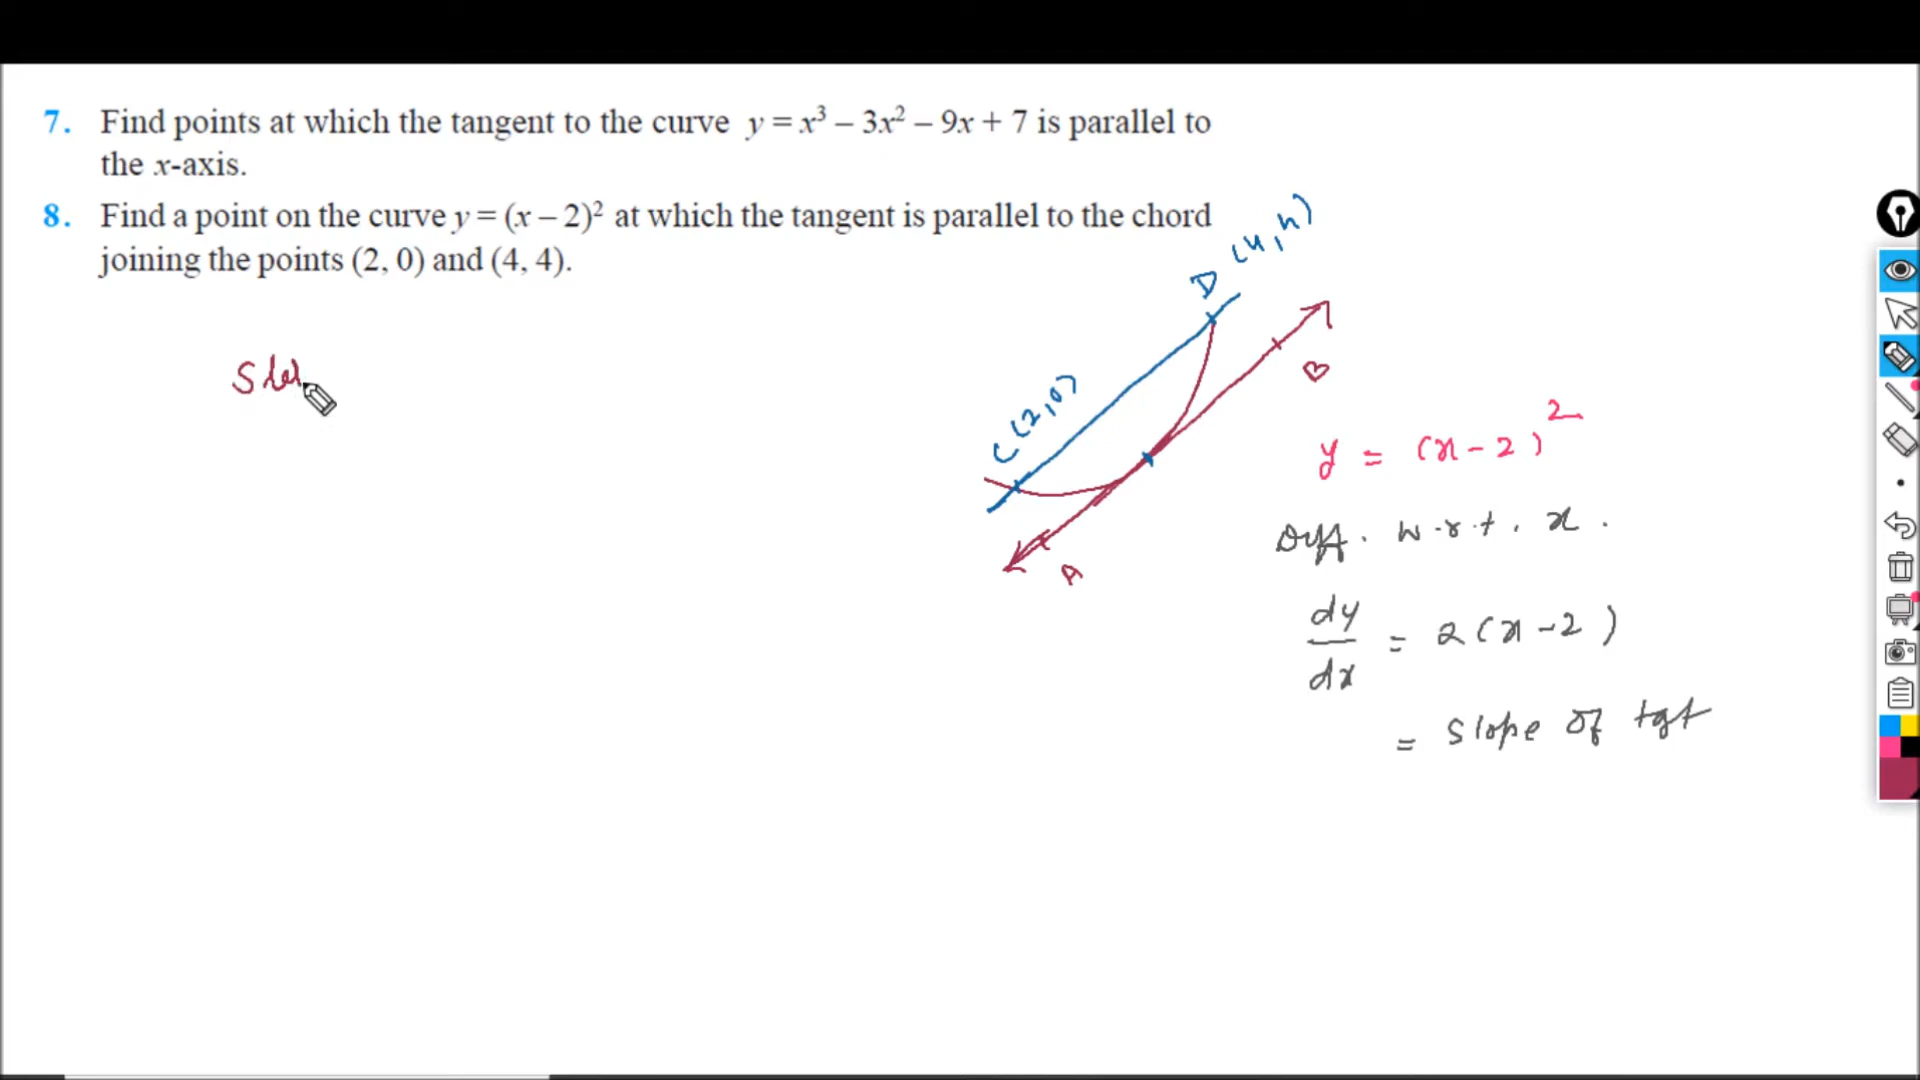 7. Find points at which the tangent to the curve y = x³ – 3x² – 9x + 7 is parallel to
the x-axis.
8. Find a point on the curve y = (x – 2)² at which the tangent is parallel to the chord
joining the points (2, 0) and (4, 4).
D (4,4)
Slo
C (2,0)
B
y = (x-2)²
Diff. w.r.t. x.
A
dy/dx = 2(x-2)
= slope of tgt